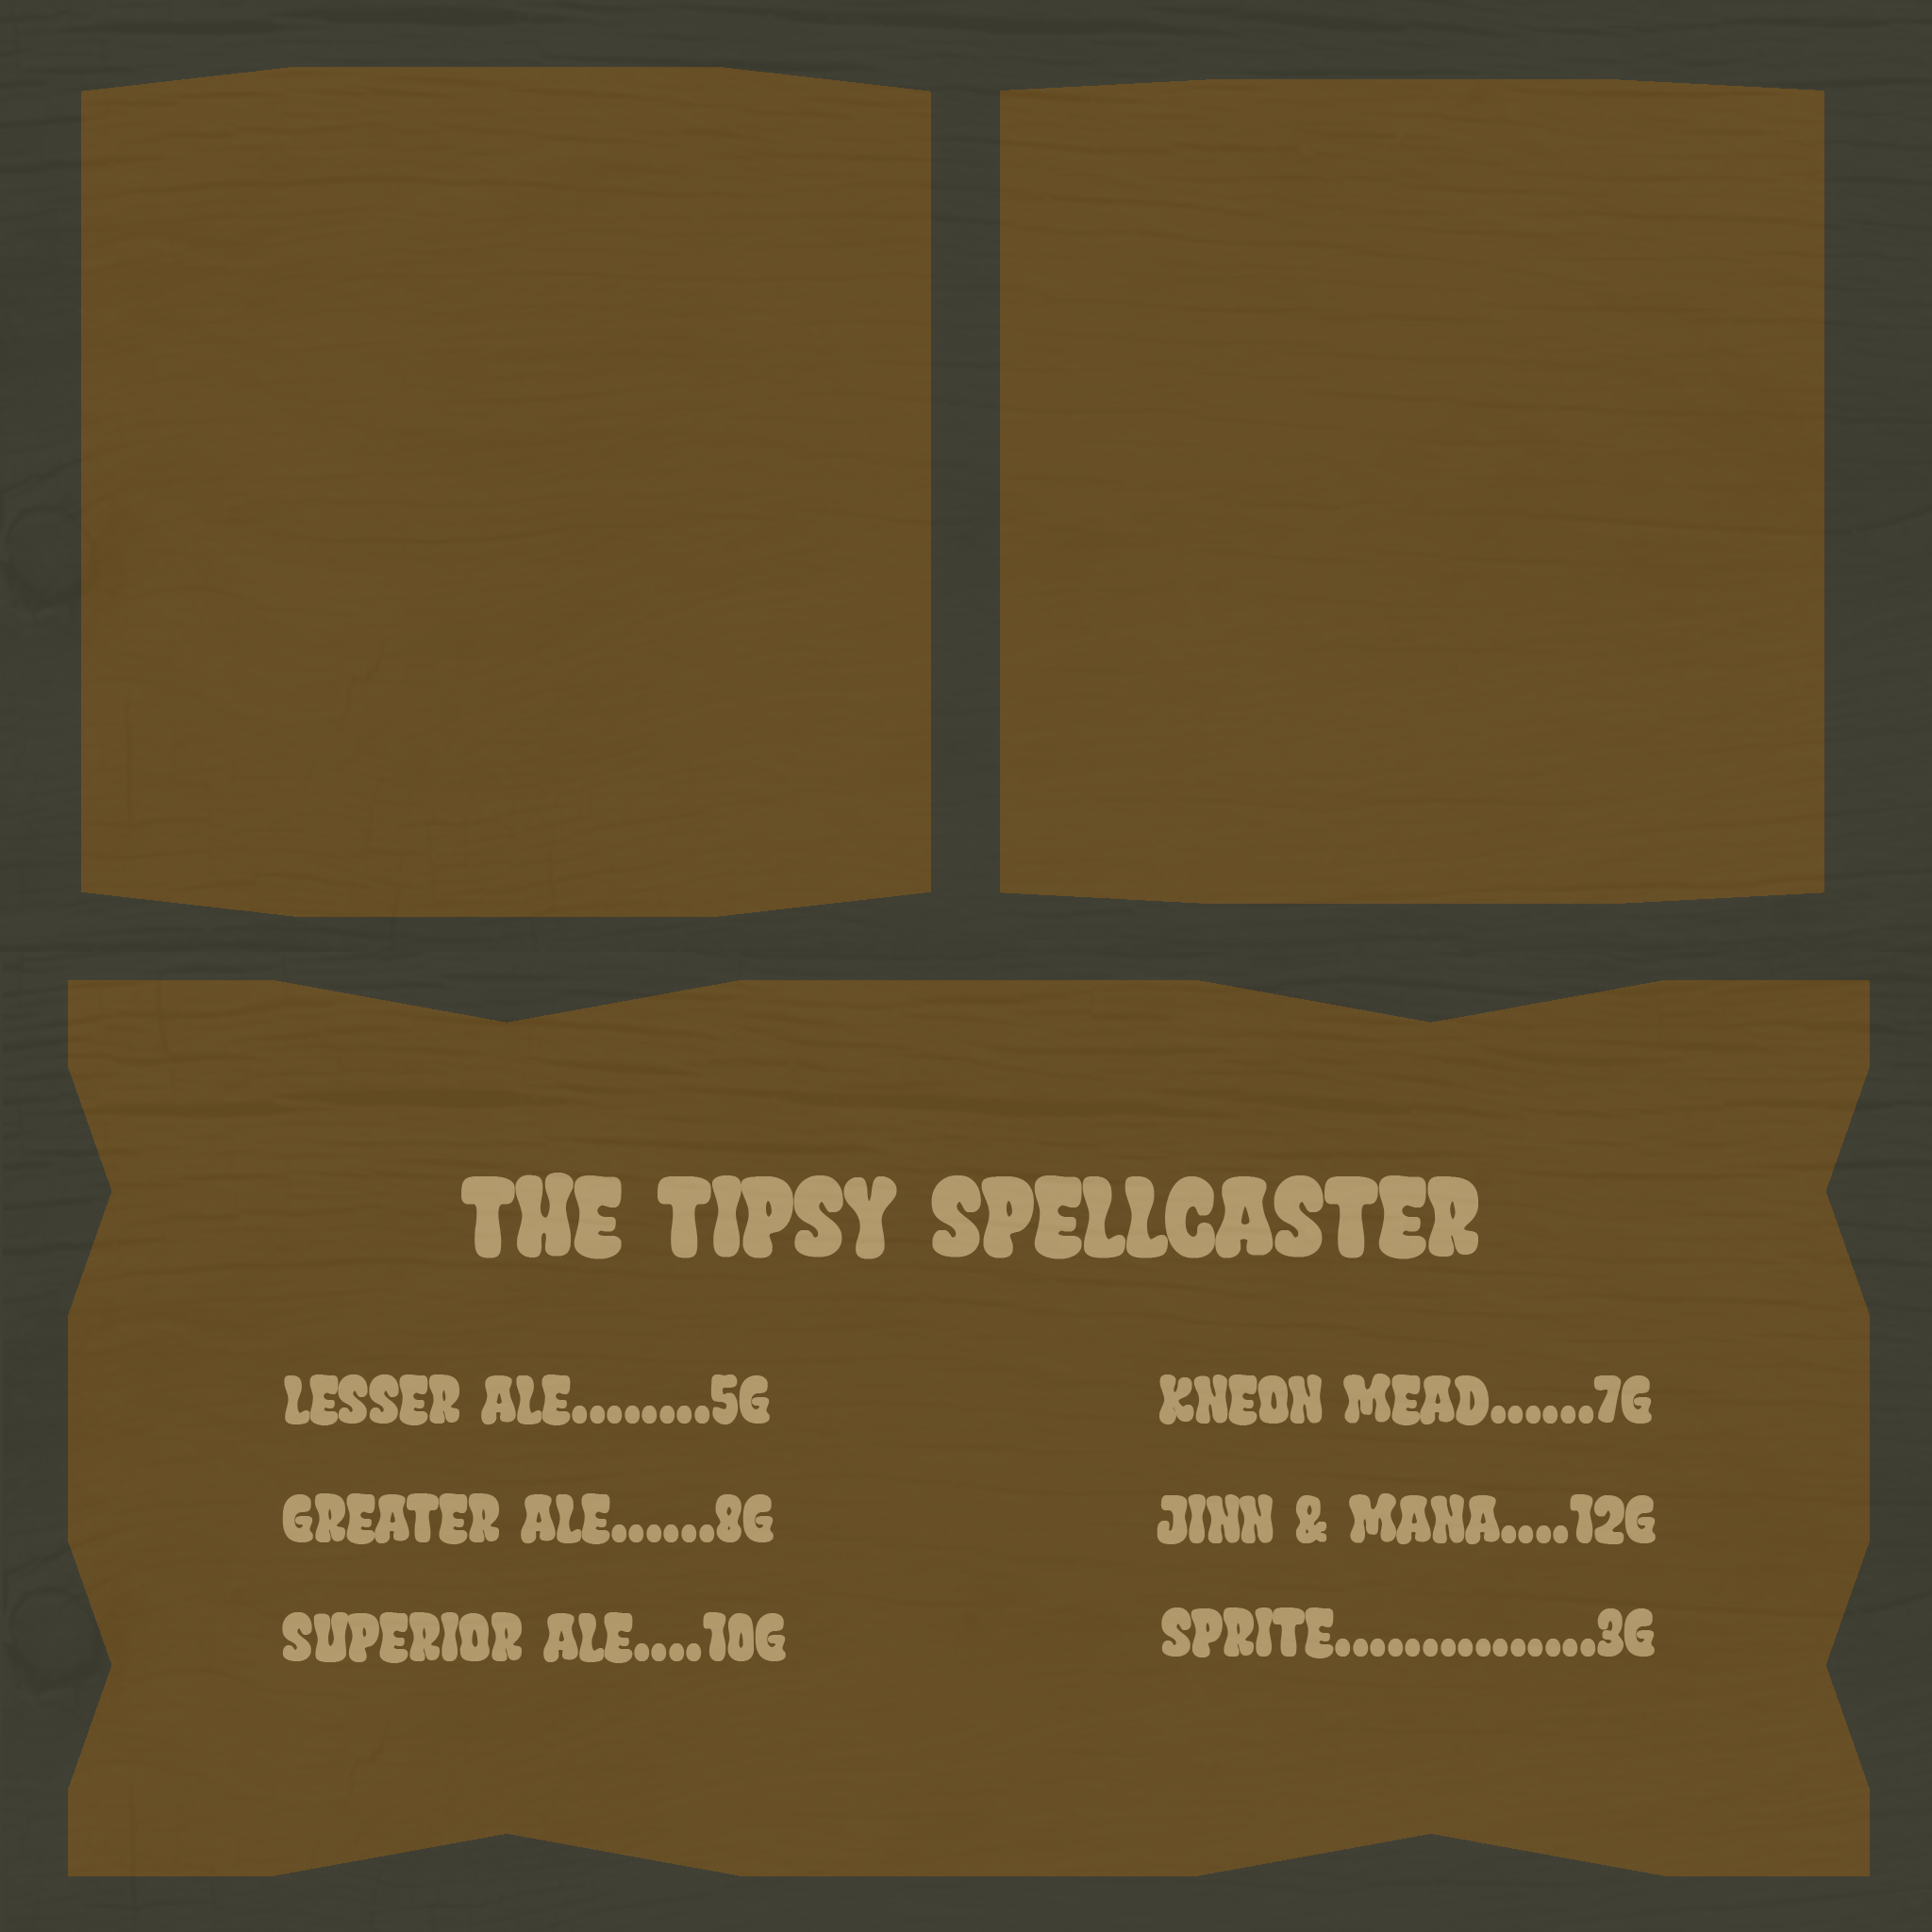 THE TIPSY SPELLCASTER
LESSER ALE........5G
GREATER ALE......8G
SUPERIOR ALE....10G
KNEON MEAD......7G
JINN & MANA....12G
SPRITE...............3G